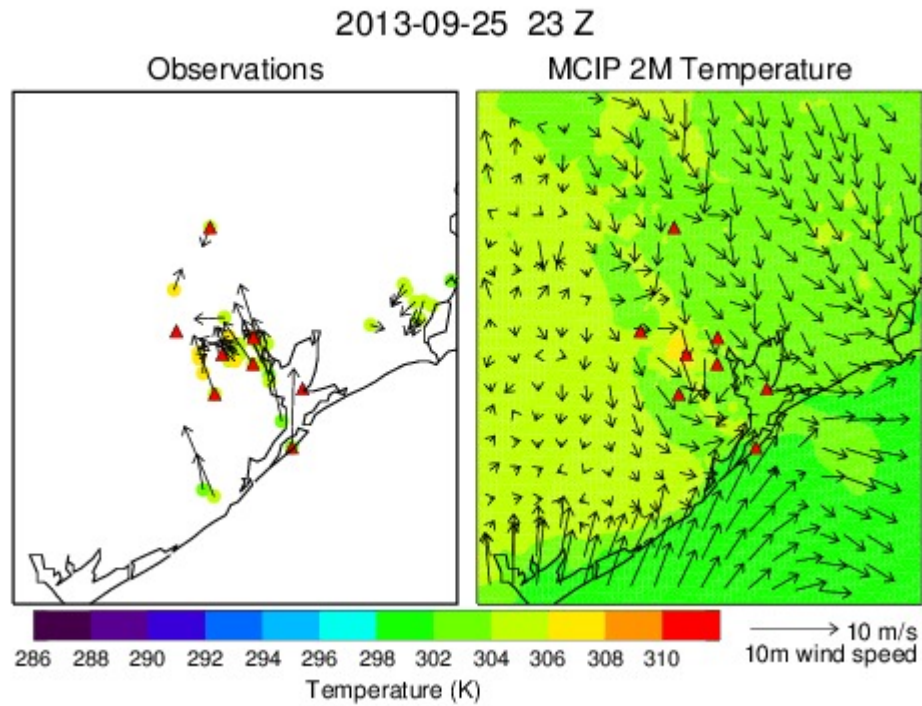 2013-09-25 23 Z
Observations
MCIP 2M Temperature
286 288 290 292 294 296 298 302 304 306 308 310
Temperature (K)
10 m/s
10m wind speed